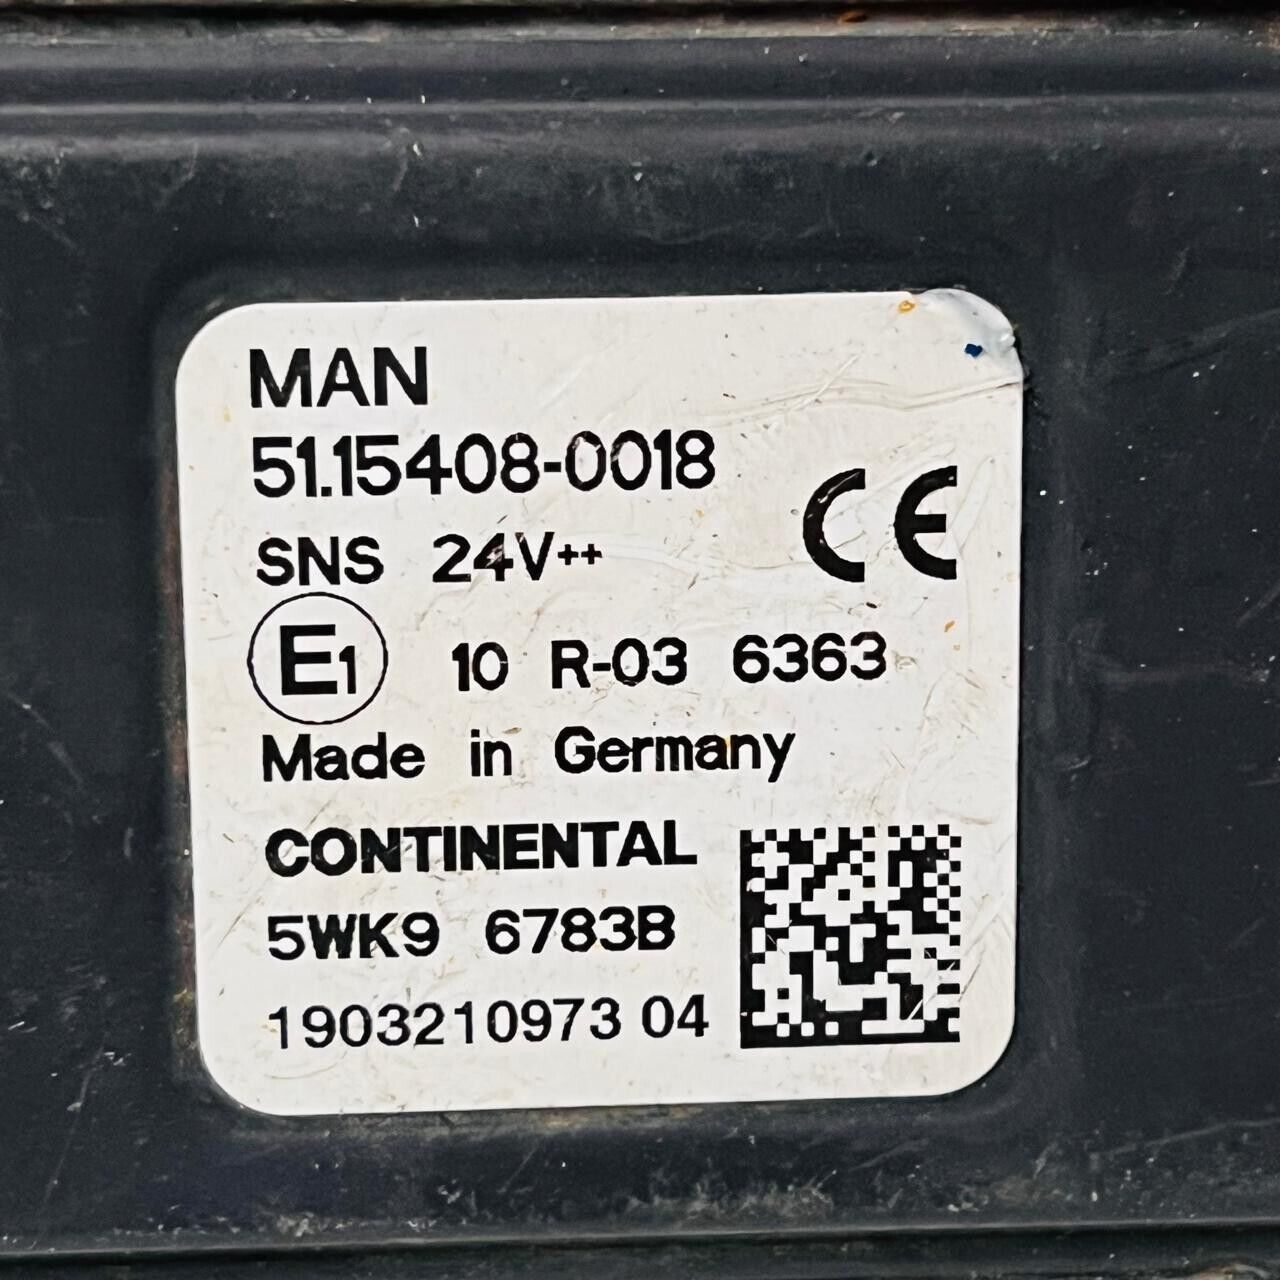 MAN
51.15408-0018
SNS 24V++
CE
E1 10 R-03 6363
Made in Germany
CONTINENTAL
5WK9 6783B
1903210973 04